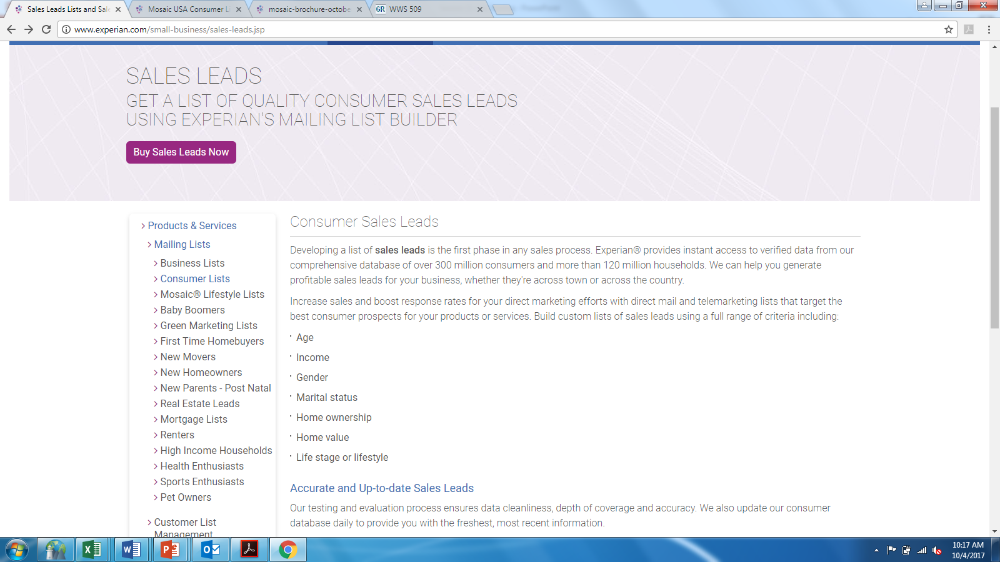 Sales Leads Lists and Sale
Mosaic USA Consumer Li
mosaic-brochure-octobe
GR WWS 509
www.experian.com/small-business/sales-leads.jsp
SALES LEADS
GET A LIST OF QUALITY CONSUMER SALES LEADS
USING EXPERIAN'S MAILING LIST BUILDER
Buy Sales Leads Now
Products & Services
Mailing Lists
Business Lists
Consumer Lists
Mosaic® Lifestyle Lists
Baby Boomers
Green Marketing Lists
First Time Homebuyers
New Movers
New Homeowners
New Parents - Post Natal
Real Estate Leads
Mortgage Lists
Renters
High Income Households
Health Enthusiasts
Sports Enthusiasts
Pet Owners
Customer List
Management
Consumer Sales Leads
Developing a list of sales leads is the first phase in any sales process. Experian® provides instant access to verified data from our
comprehensive database of over 300 million consumers and more than 120 million households. We can help you generate
profitable sales leads for your business, whether they're across town or across the country.
Increase sales and boost response rates for your direct marketing efforts with direct mail and telemarketing lists that target the
best consumer prospects for your products or services. Build custom lists of sales leads using a full range of criteria including:
Age
Income
Gender
Marital status
Home ownership
Home value
Life stage or lifestyle
Accurate and Up-to-date Sales Leads
Our testing and evaluation process ensures data cleanliness, depth of coverage and accuracy. We also update our consumer
database daily to provide you with the freshest, most recent information.
10:17 AM
10/4/2017